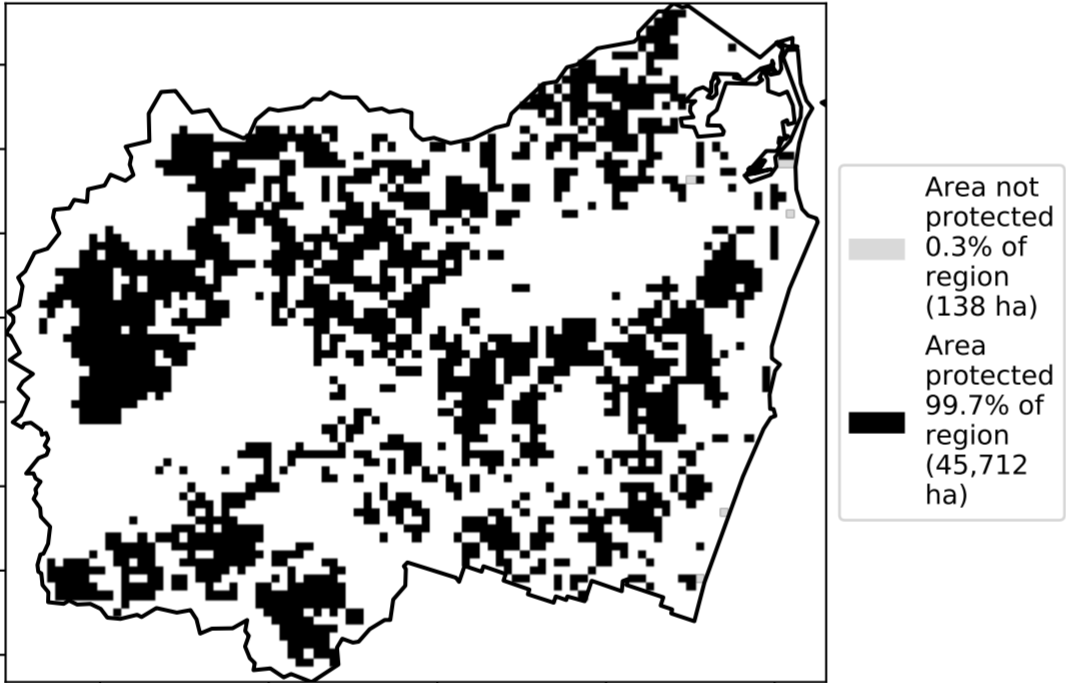 Area not
protected
0.3% of
region
(138 ha)
Area
protected
99.7% of
region
(45,712
ha)